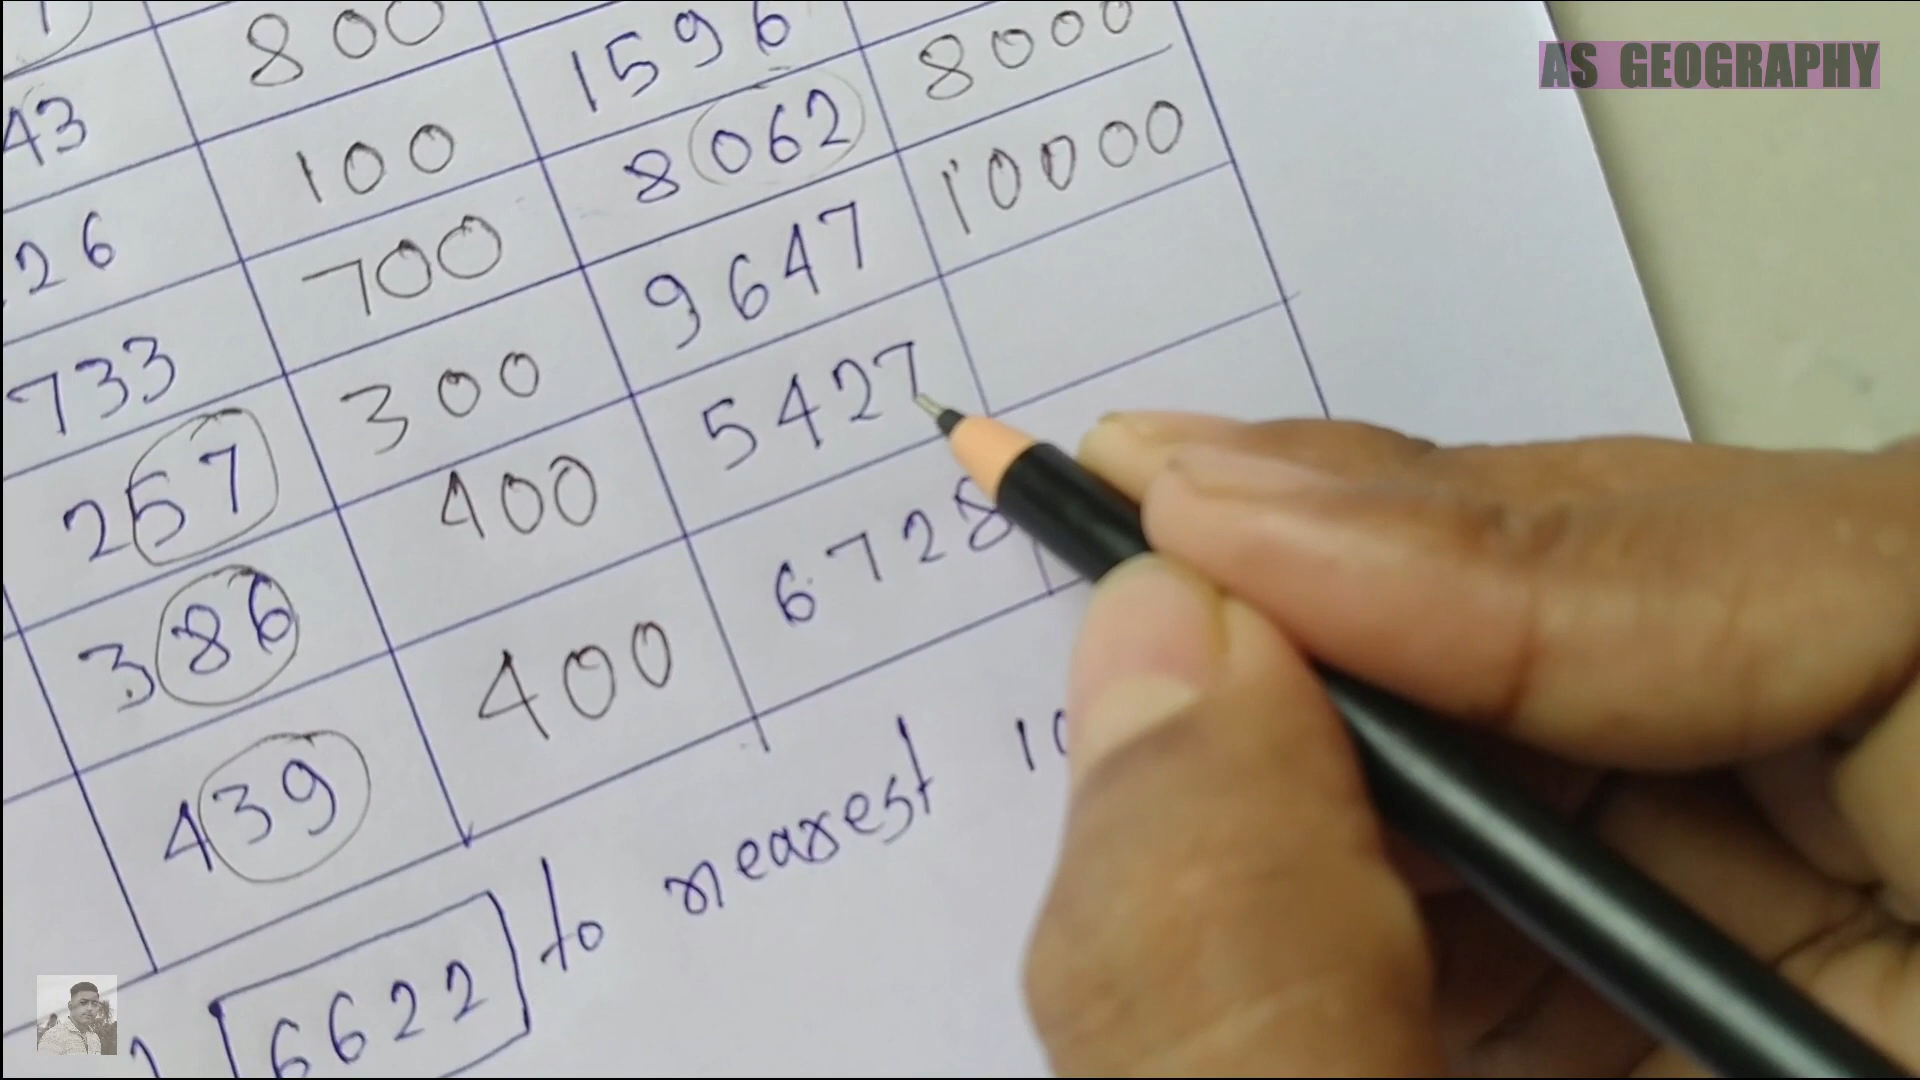 AS GEOGRAPHY
800 1596 8000
43 100 8062 10000
26 700 9647
733 300 5427
257 400 6728
386 400
439
6622 to nearest